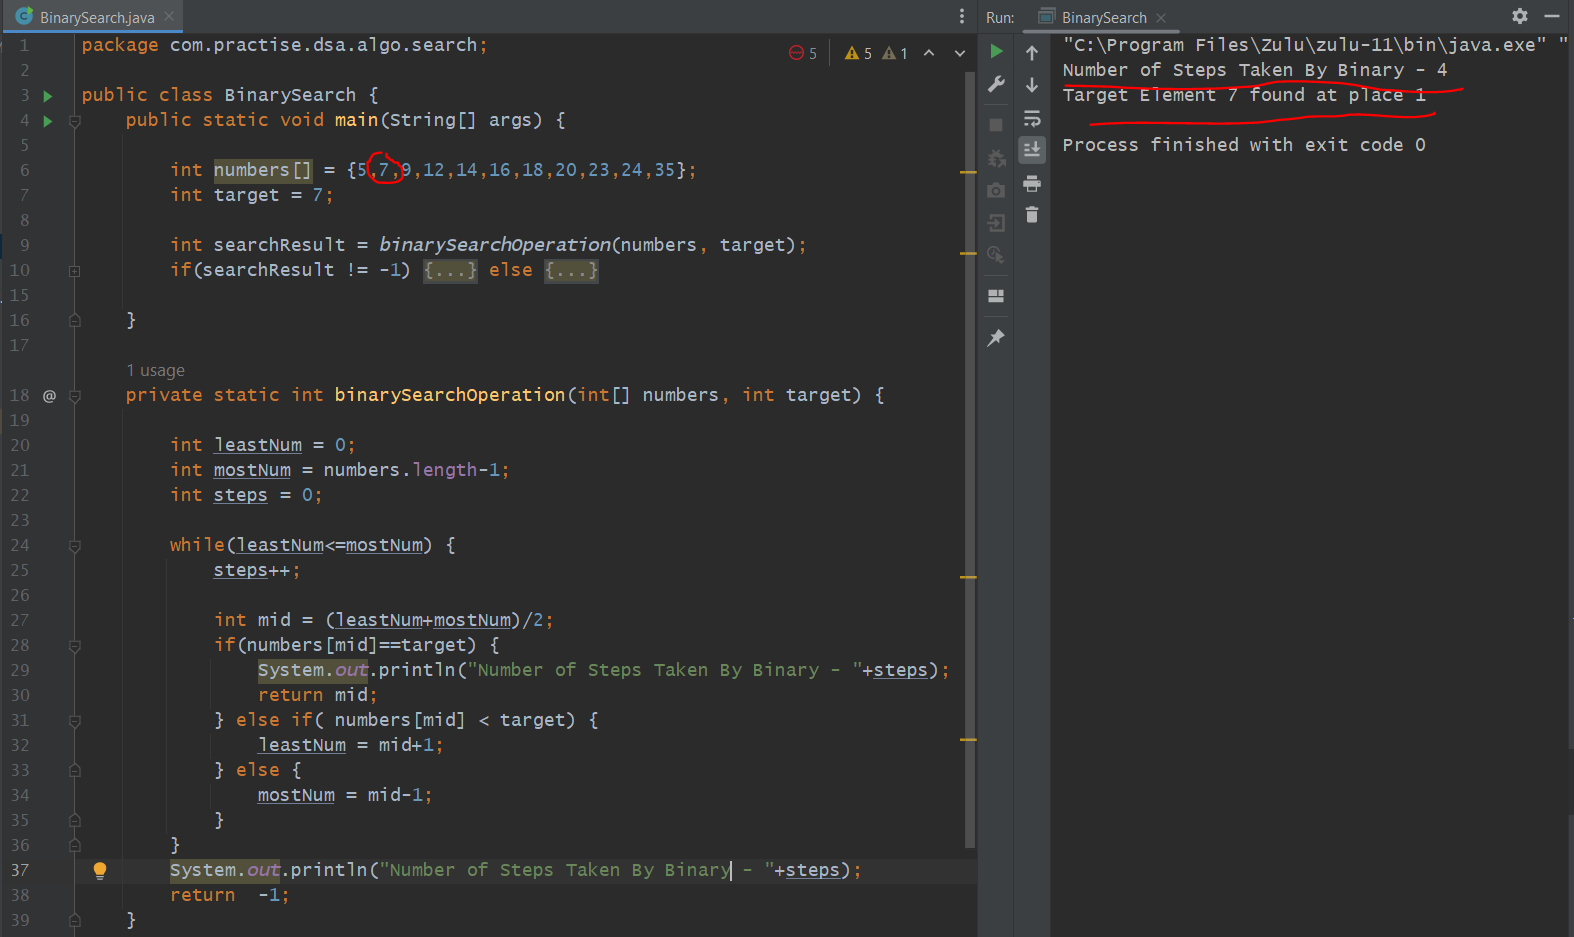 BinarySearch.java
5 5 1
1 package com.practise.dsa.algo.search;
2
3 public class BinarySearch {
4 public static void main(String[] args) {
5
6 int numbers[] = {5,7,9,12,14,16,18,20,23,24,35};
7 int target = 7;
8
9 int searchResult = binarySearchOperation(numbers, target);
10 if(searchResult != -1) {...} else {...}
15
16 }
17
1 usage
18 @ private static int binarySearchOperation(int[] numbers, int target) {
19
20 int leastNum = 0;
21 int mostNum = numbers.length-1;
22 int steps = 0;
23
24 while(leastNum<=mostNum) {
25 steps++;
26
27 int mid = (leastNum+mostNum)/2;
28 if(numbers[mid]==target) {
29 System.out.println("Number of Steps Taken By Binary - "+steps);
30 return mid;
31 } else if( numbers[mid] < target) {
32 leastNum = mid+1;
33 } else {
34 mostNum = mid-1;
35 }
36 }
37 System.out.println("Number of Steps Taken By Binary - "+steps);
38 return  -1;
39 }
Run: BinarySearch
"C:\Program Files\Zulu\zulu-11\bin\java.exe" "
Number of Steps Taken By Binary - 4
Target Element 7 found at place 1
Process finished with exit code 0